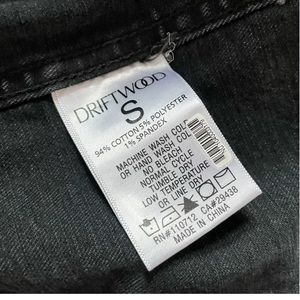 DRIFTWOOD
S
94% COTTON 5% POLYESTER
1% SPANDEX
MACHINE WASH COLD
OR HAND WASH COL
NO BLEACH
NORMAL CYCLE
TUMBLE DRY
LOW TEMPERATURE
OR LINE DRY
RN#110712 CA#29438
MADE IN CHINA